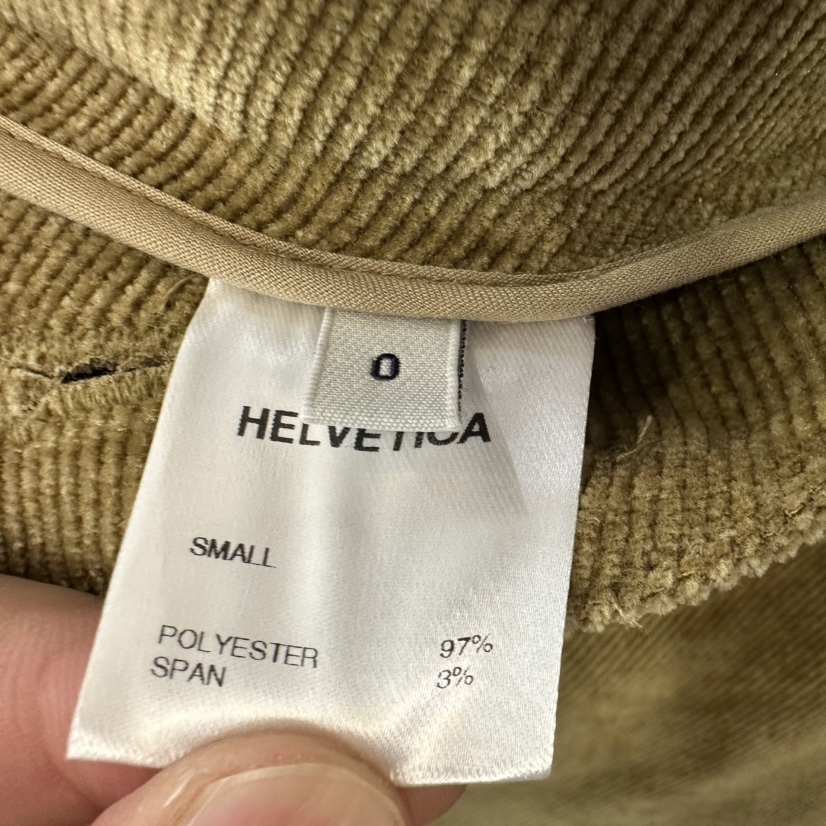 0
HELVETICA
SMALL
POLYESTER 97%
SPAN 3%